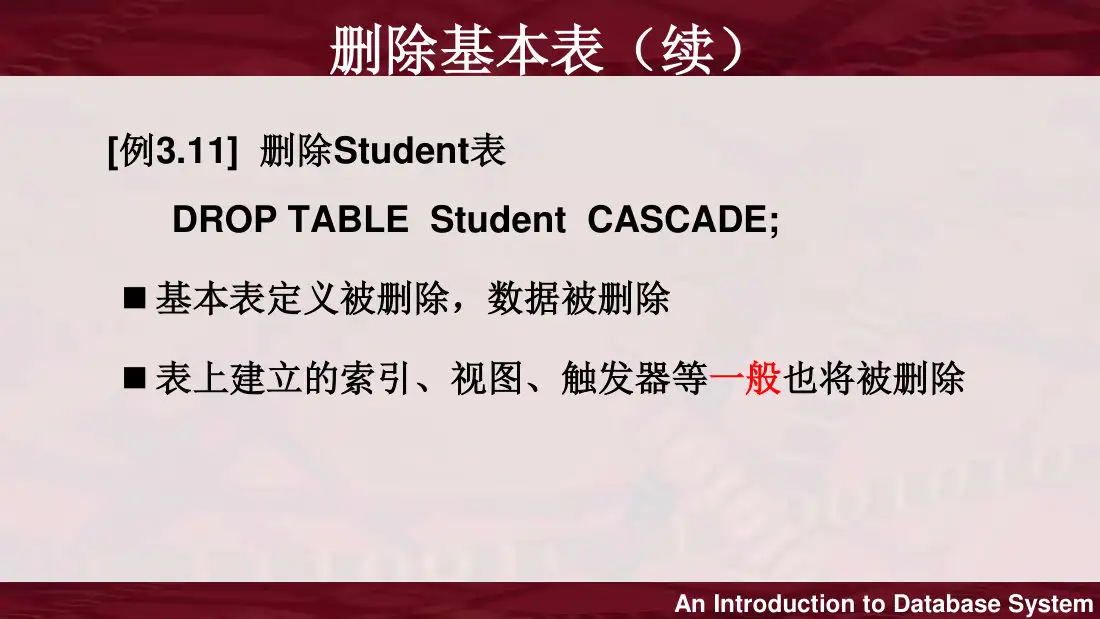 删除基本表（续）
[例3.11] 删除Student表
DROP TABLE Student CASCADE;
■ 基本表定义被删除，数据被删除
■ 表上建立的索引、视图、触发器等一般也将被删除
An Introduction to Database System